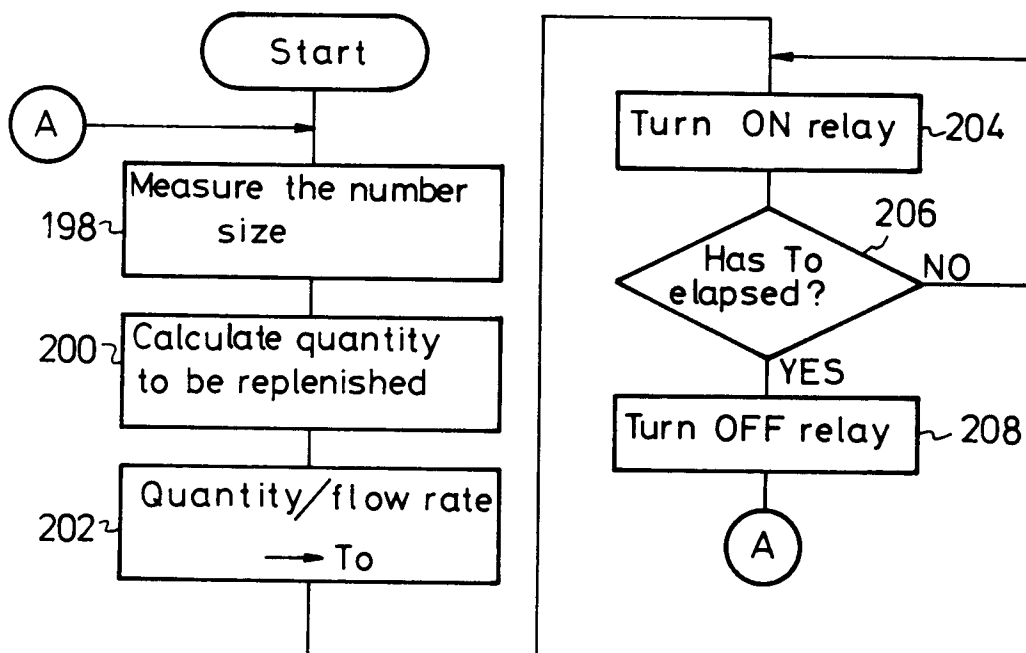 Start
A
Measure the number
size
198
Calculate quantity
to be replenished
200
Quantity/flow rate
→ To
202
Turn ON relay
204
206
Has To
elapsed?
NO
YES
Turn OFF relay
208
A